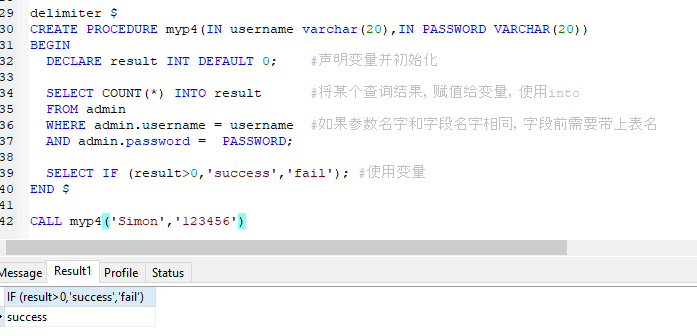 29 delimiter $
30 CREATE PROCEDURE myp4(IN username varchar(20),IN PASSWORD VARCHAR(20))
31 BEGIN
32 DECLARE result INT DEFAULT 0; #声明变量并初始化
33
34 SELECT COUNT(*) INTO result #将某个查询结果, 赋值给变量, 使用into
35 FROM admin
36 WHERE admin.username = username #如果参数名字和字段名字相同, 字段前需要带上表名
37 AND admin.password = PASSWORD;
38
39 SELECT IF (result>0,'success','fail'); #使用变量
40 END $
41
42 CALL myp4('Simon','123456')
Message Result1 Profile Status
IF (result>0,'success','fail')
success